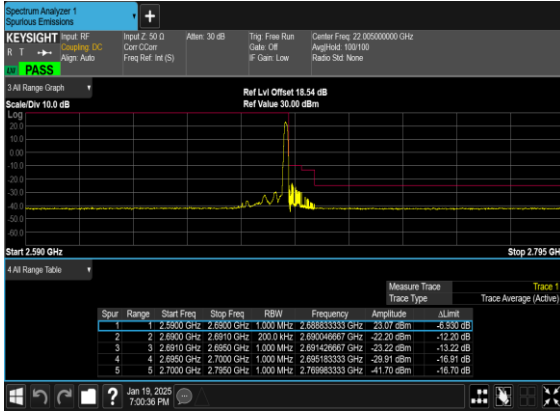 Spectrum Analyzer 1
Spurious Emissions
+
KEYSIGHT Input: RF Input Z: 50 Ω Atten: 30 dB Trig: Free Run Center Freq: 22.005000000 GHz
R T Coupling: DC Corr CCorr Gate: Off Avg|Hold: 100/100
Align: Auto Freq Ref: Int (S) IF Gain: Low Radio Std: None
PASS
3 All Range Graph
Ref Lvl Offset 18.54 dB
Scale/Div 10.0 dB Ref Value 30.00 dBm
Log
20.0
10.0
0.00
-10.0
-20.0
-30.0
-40.0
-50.0
-60.0
Start 2.590 GHz Stop 2.795 GH
4 All Range Table
Measure Trace Trace 1
Trace Type Trace Average (Active)
Spur Range Start Freq Stop Freq RBW Frequency Amplitude ΔLimit
1 1 2.5900 GHz 2.6900 GHz 1.000 MHz 2.688833333 GHz 23.07 dBm -6.930 dB
2 2 2.6900 GHz 2.6910 GHz 200.0 kHz 2.690046667 GHz -22.20 dBm -12.20 dB
3 3 2.6910 GHz 2.6950 GHz 1.000 MHz 2.691426667 GHz -23.22 dBm -13.22 dB
4 4 2.6950 GHz 2.7000 GHz 1.000 MHz 2.695183333 GHz -29.91 dBm -16.91 dB
5 5 2.7000 GHz 2.7950 GHz 1.000 MHz 2.769983333 GHz -41.70 dBm -16.70 dB
? Jan 19, 2025
7:00:36 PM